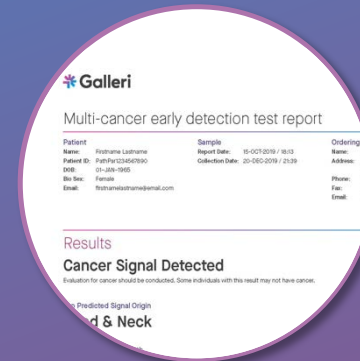 Galleri
Multi-cancer early detection test report
Patient
Name: Firstname Lastname
Patient ID: PathPar1234567890
DOB: 01-JAN-1965
Bio Sex: Female
Email: firstnamelastname@email.com
Sample
Report Date: 15-OCT-2019 / 18:13
Collection Date: 20-DEC-2019 / 21:39
Ordering
Name:
Address:
Phone:
Fax:
Email:
Results
Cancer Signal Detected
Evaluation for cancer should be conducted. Some individuals with this result may not have cancer.
Predicted Signal Origin
& Neck